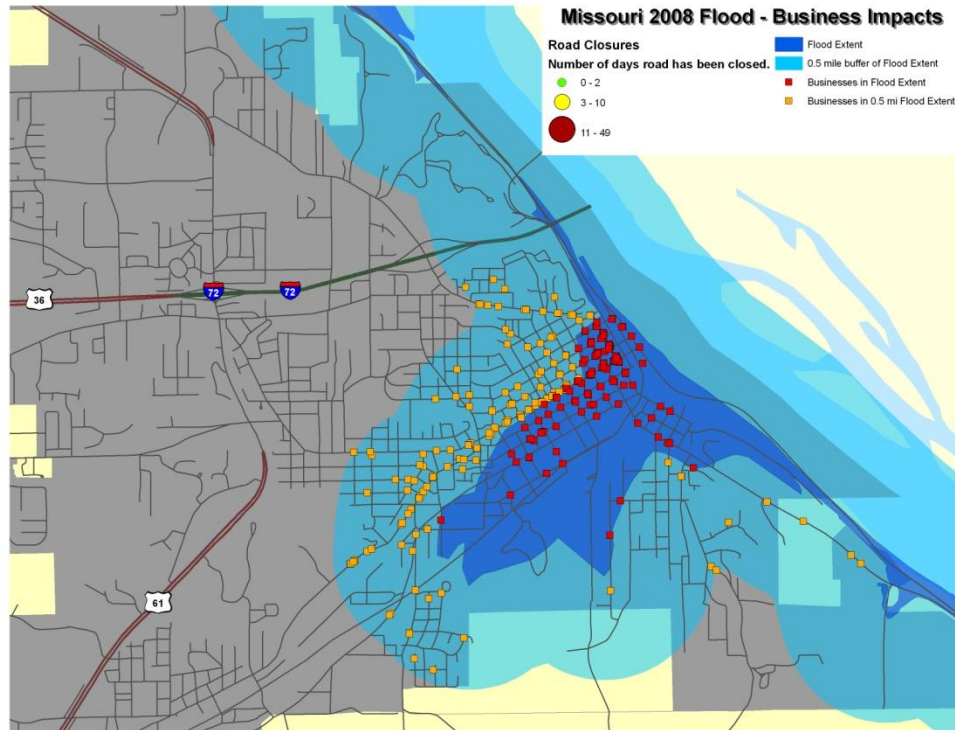 Missouri 2008 Flood - Business Impacts
Road Closures
Number of days road has been closed.
0 - 2
3 - 10
11 - 49
Flood Extent
0.5 mile buffer of Flood Extent
Businesses in Flood Extent
Businesses in 0.5 mi Flood Extent
72
72
36
61